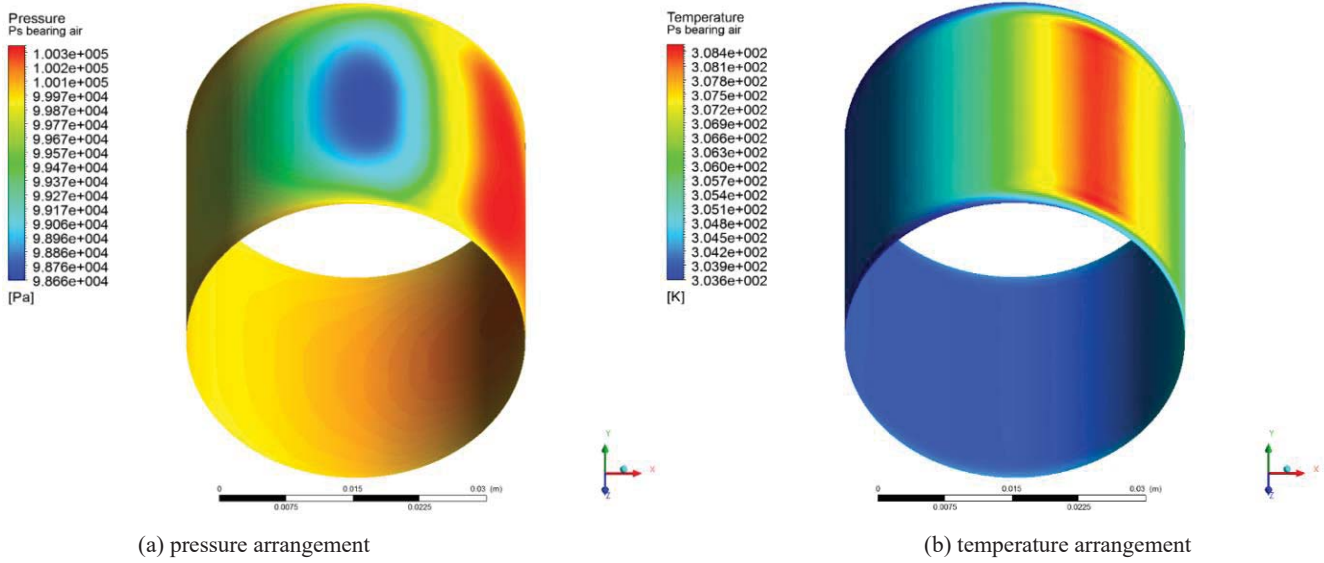 Pressure
Ps bearing air
1.003e+005
1.002e+005
1.001e+005
9.997e+004
9.987e+004
9.977e+004
9.967e+004
9.957e+004
9.947e+004
9.937e+004
9.927e+004
9.917e+004
9.906e+004
9.896e+004
9.886e+004
9.876e+004
9.866e+004
[Pa]
0 0.015 0.03 (m)
0.0075 0.0225
Y
X
Z
(a) pressure arrangement
Temperature
Ps bearing air
3.084e+002
3.081e+002
3.078e+002
3.075e+002
3.072e+002
3.069e+002
3.066e+002
3.063e+002
3.060e+002
3.057e+002
3.054e+002
3.051e+002
3.048e+002
3.045e+002
3.042e+002
3.039e+002
3.036e+002
[K]
0 0.015 0.03 (m)
0.0075 0.0225
Y
X
Z
(b) temperature arrangement